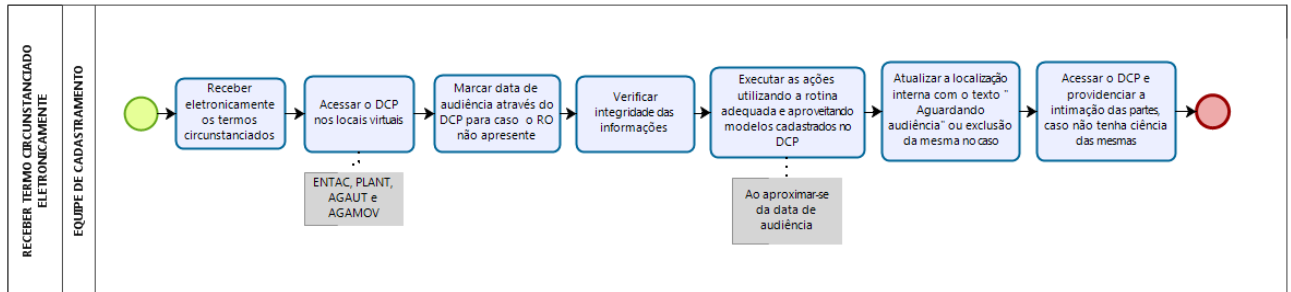 RECEBER TERMO CIRCUNSTANCIADO
ELETRONICAMENTE
EQUIPE DE CADASTRAMENTO
Receber
eletronicamente
os termos
circunstanciados
Acessar o DCP
nos locais virtuais
ENTAC, PLANT,
AGAUT e
AGAMOV
Marcar data de
audiência através do
DCP para caso o RO
não apresente
Verificar
integridade das
informações
Executar as ações
utilizando a rotina
adequada e aproveitando
modelos cadastrados no
DCP
Ao aproximar-se
da data de
audiência
Atualizar a localização
interna com o texto "
Aguardando
audiência" ou exclusão
da mesma no caso
Acessar o DCP e
providenciar a
intimação das partes,
caso não tenha ciência
das mesmas